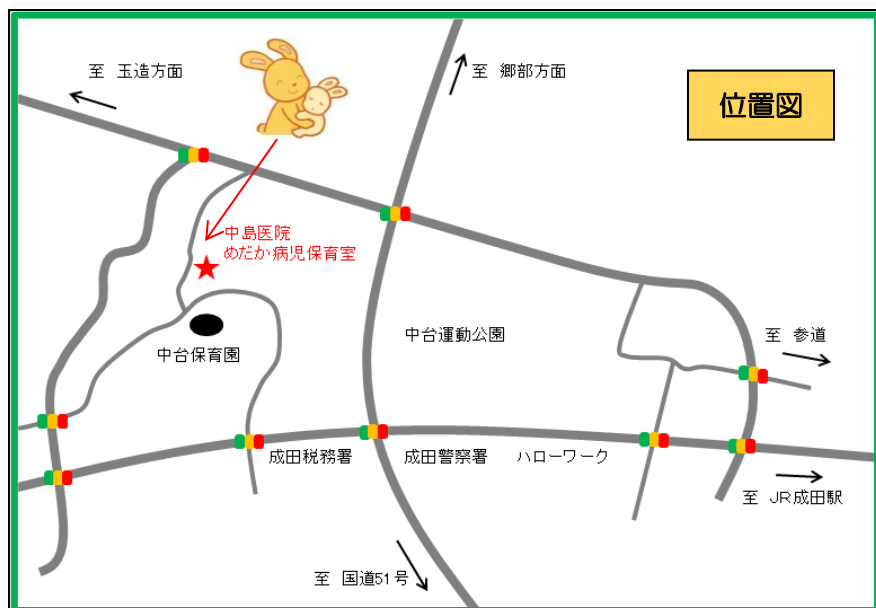 至 玉造方面
至 郷部方面
位置図
中島医院
めだか病児保育室
中台保育園
中台運動公園
至 参道
成田税務署
成田警察署
ハローワーク
至 JR成田駅
至 国道51号